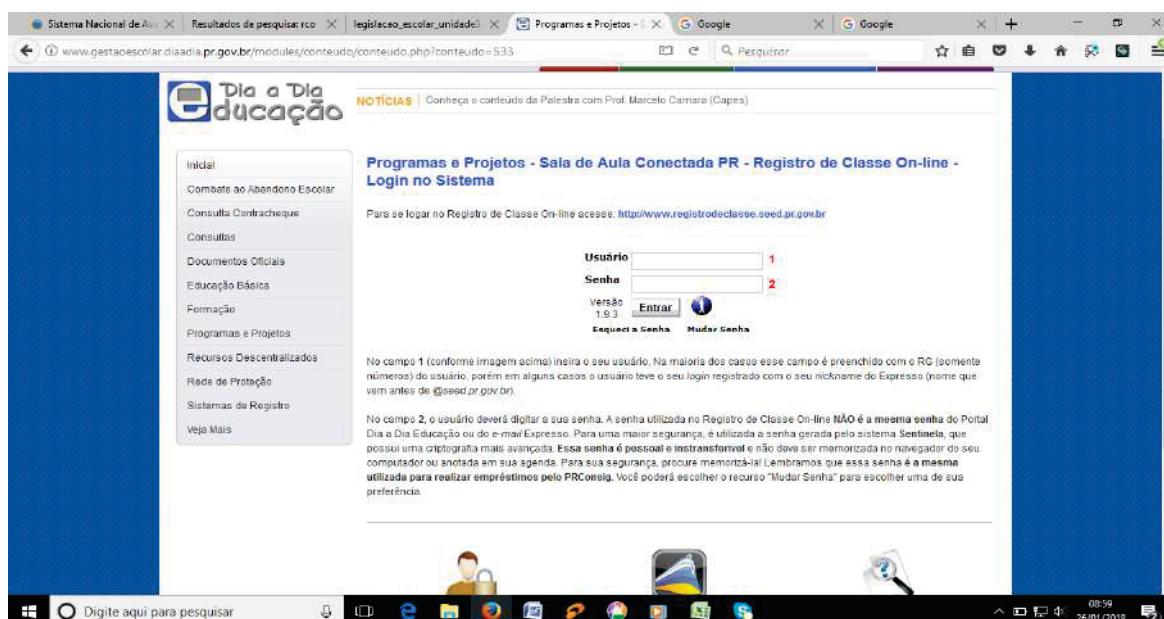 Sistema Nacional de Av
Resultados da pesquisa: rco
legislacao_escolar_unidade3
Programas e Projetos - S
Google
Google
www.gestaoescolar.diaadia.pr.gov.br/modules/conteudo/conteudo.php?conteudo=533
Pesquisar
Dia a Dia
Educação
NOTÍCIAS | Conheça o conteúdo da Palestra com Prof. Marcelo Camara (Capes)
Inicial
Combate ao Abandono Escolar
Consulta Contracheque
Consultas
Documentos Oficiais
Educação Básica
Formação
Programas e Projetos
Recursos Descentralizados
Rede de Proteção
Sistemas de Registro
Veja Mais
Programas e Projetos - Sala de Aula Conectada PR - Registro de Classe On-line -
Login no Sistema
Para se logar no Registro de Classe On-line acesse: http://www.registrodeclasse.seed.pr.gov.br
Usuário 1
Senha 2
Versão
1.9.3
Entrar
Esqueci a Senha Mudar Senha
No campo 1 (conforme imagem acima) insira o seu usuário. Na maioria dos casos esse campo é preenchido com o RG (somente
números) do usuário, porém em alguns casos o usuário teve o seu login registrado com o seu nickname do Expresso (nome que
vem antes de @seed.pr.gov.br).
No campo 2, o usuário deverá digitar a sua senha. A senha utilizada no Registro de Classe On-line NÃO é a mesma senha do Portal
Dia a Dia Educação ou do e-mail Expresso. Para uma maior segurança, é utilizada a senha gerada pelo sistema Sentinela, que
possui uma criptografia mais avançada. Essa senha é pessoal e instransferível e não deve ser memorizada no navegador do seu
computador ou anotada em sua agenda. Para sua segurança, procure memorizá-la! Lembramos que essa senha é a mesma
utilizada para realizar empréstimos pelo PRConsig. Você poderá escolher o recurso "Mudar Senha" para escolher uma de sua
preferência.
Digite aqui para pesquisar
08:59
26/01/2018